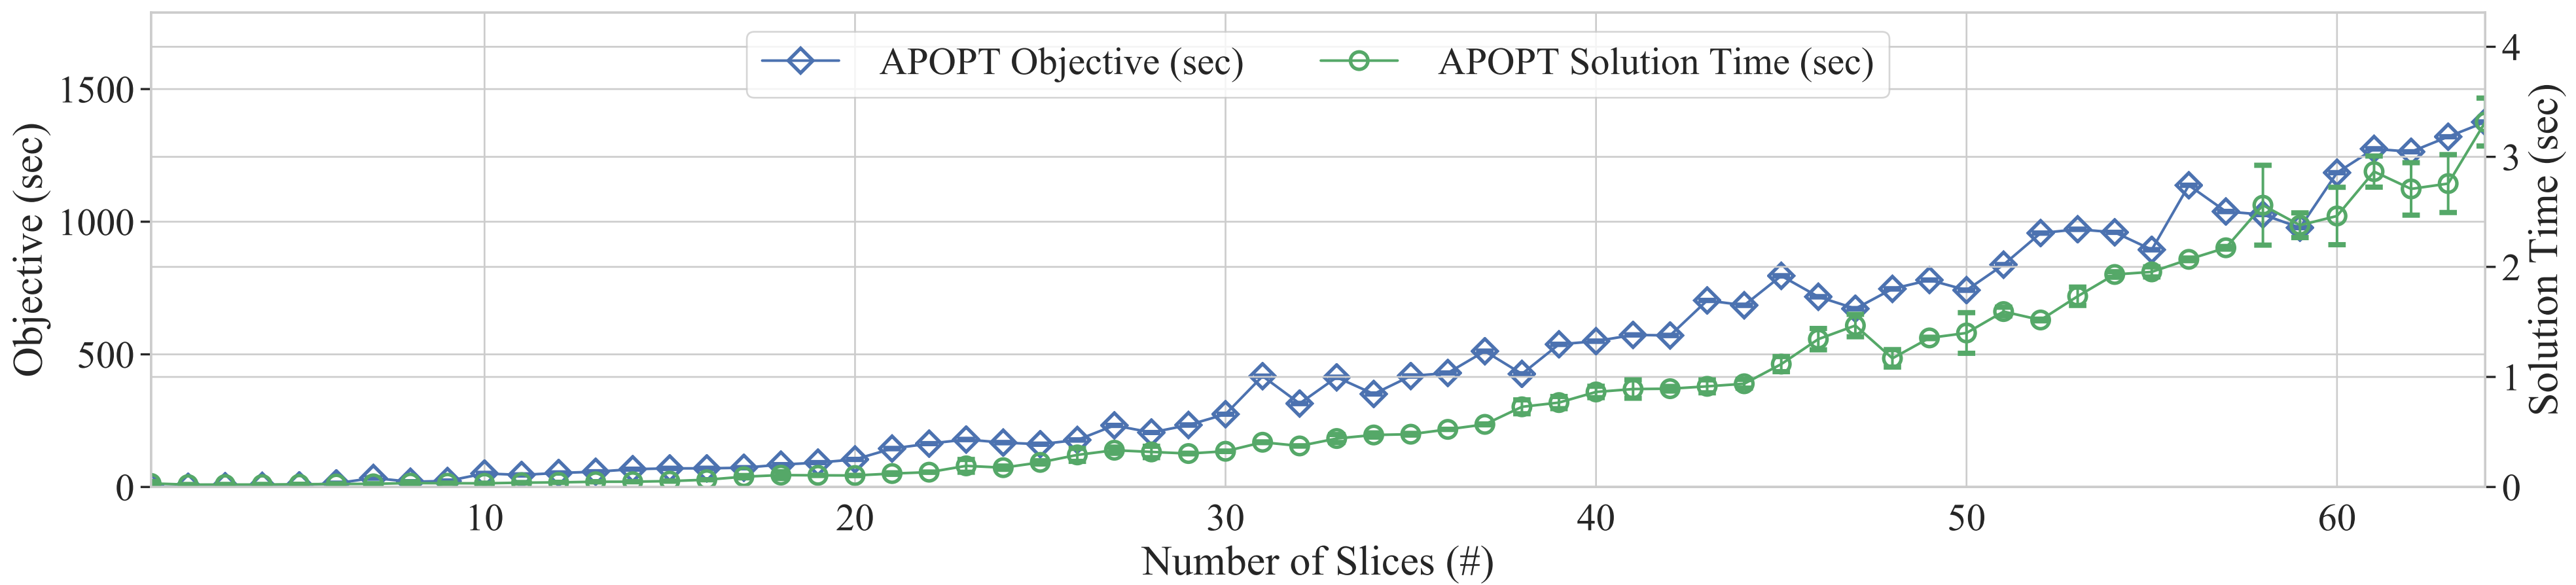 APOPT Objective (sec)
APOPT Solution Time (sec)
Objective (sec)
1500
1000
500
0
4
3
2
1
0
Solution Time (sec)
10 20 30 40 50 60
Number of Slices (#)